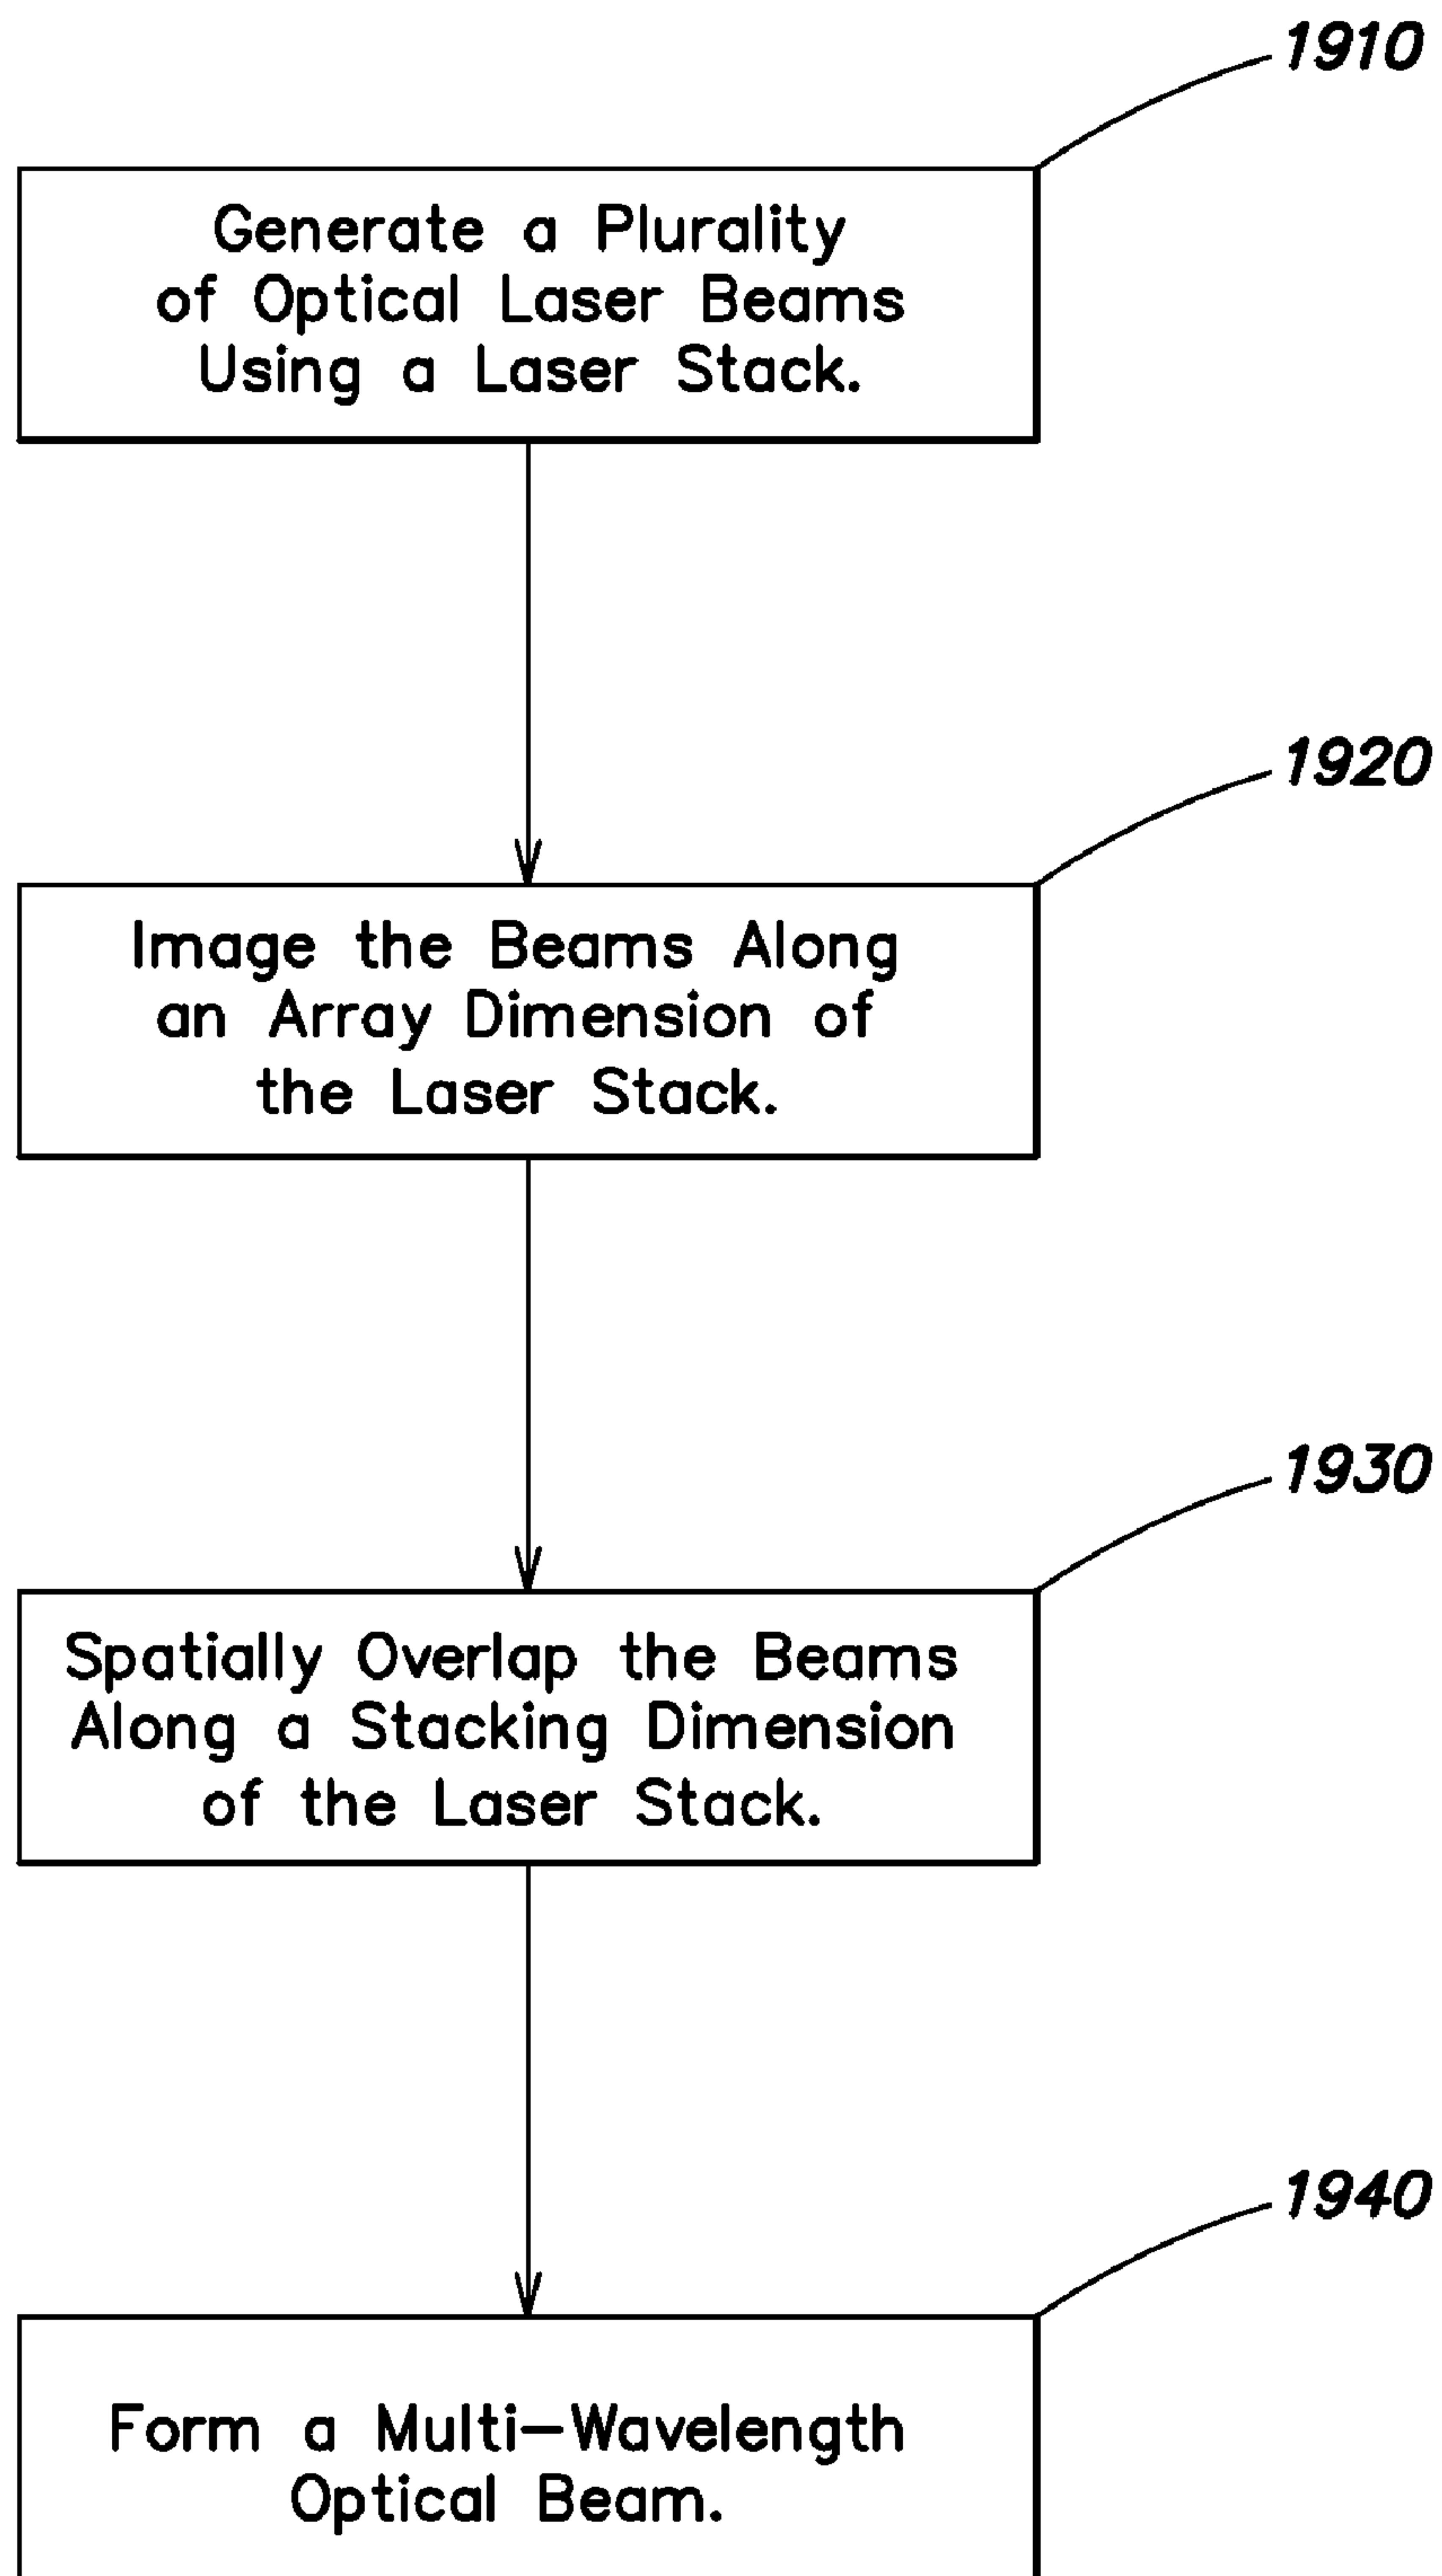 1910
Generate a Plurality
of Optical Laser Beams
Using a Laser Stack.
1920
Image the Beams Along
an Array Dimension of
the Laser Stack.
1930
Spatially Overlap the Beams
Along a Stacking Dimension
of the Laser Stack.
1940
Form a Multi-Wavelength
Optical Beam.